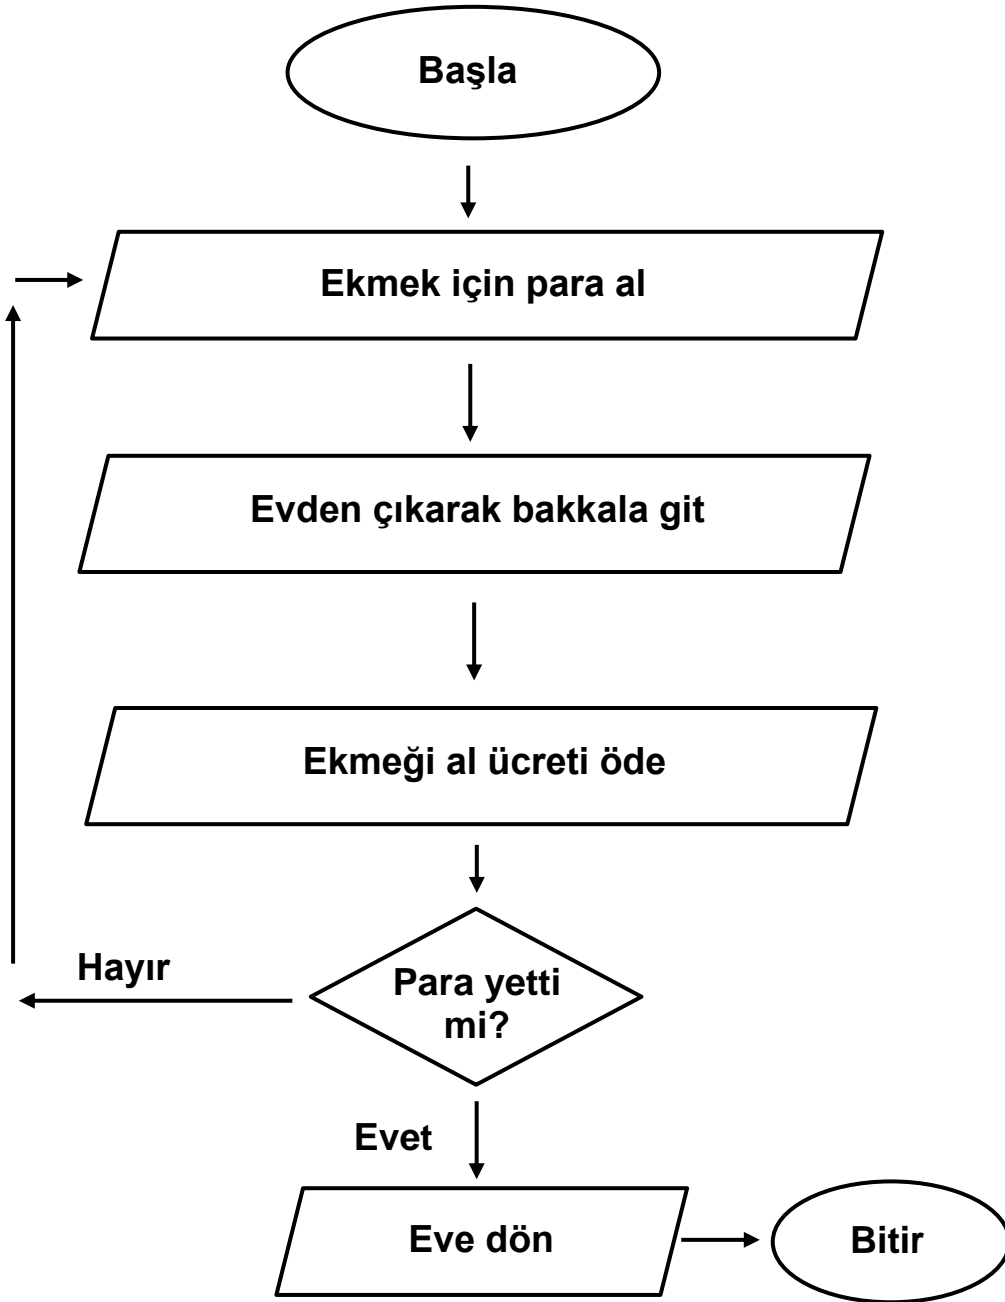 Başla
Ekmek için para al
Evden çıkarak bakkala git
Ekmeği al ücreti öde
Hayır
Para yetti
mi?
Evet
Eve dön
Bitir